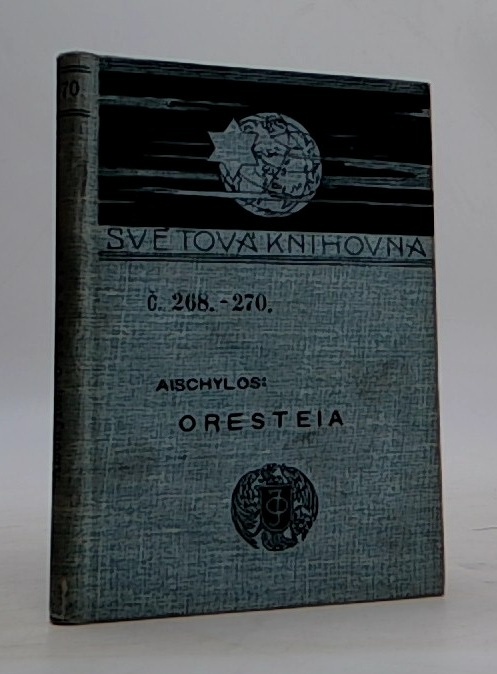 70.
SVĚTOVÁ KNIHOVNA
č. 268.-270.
AISCHYLOS:
ORESTEIA